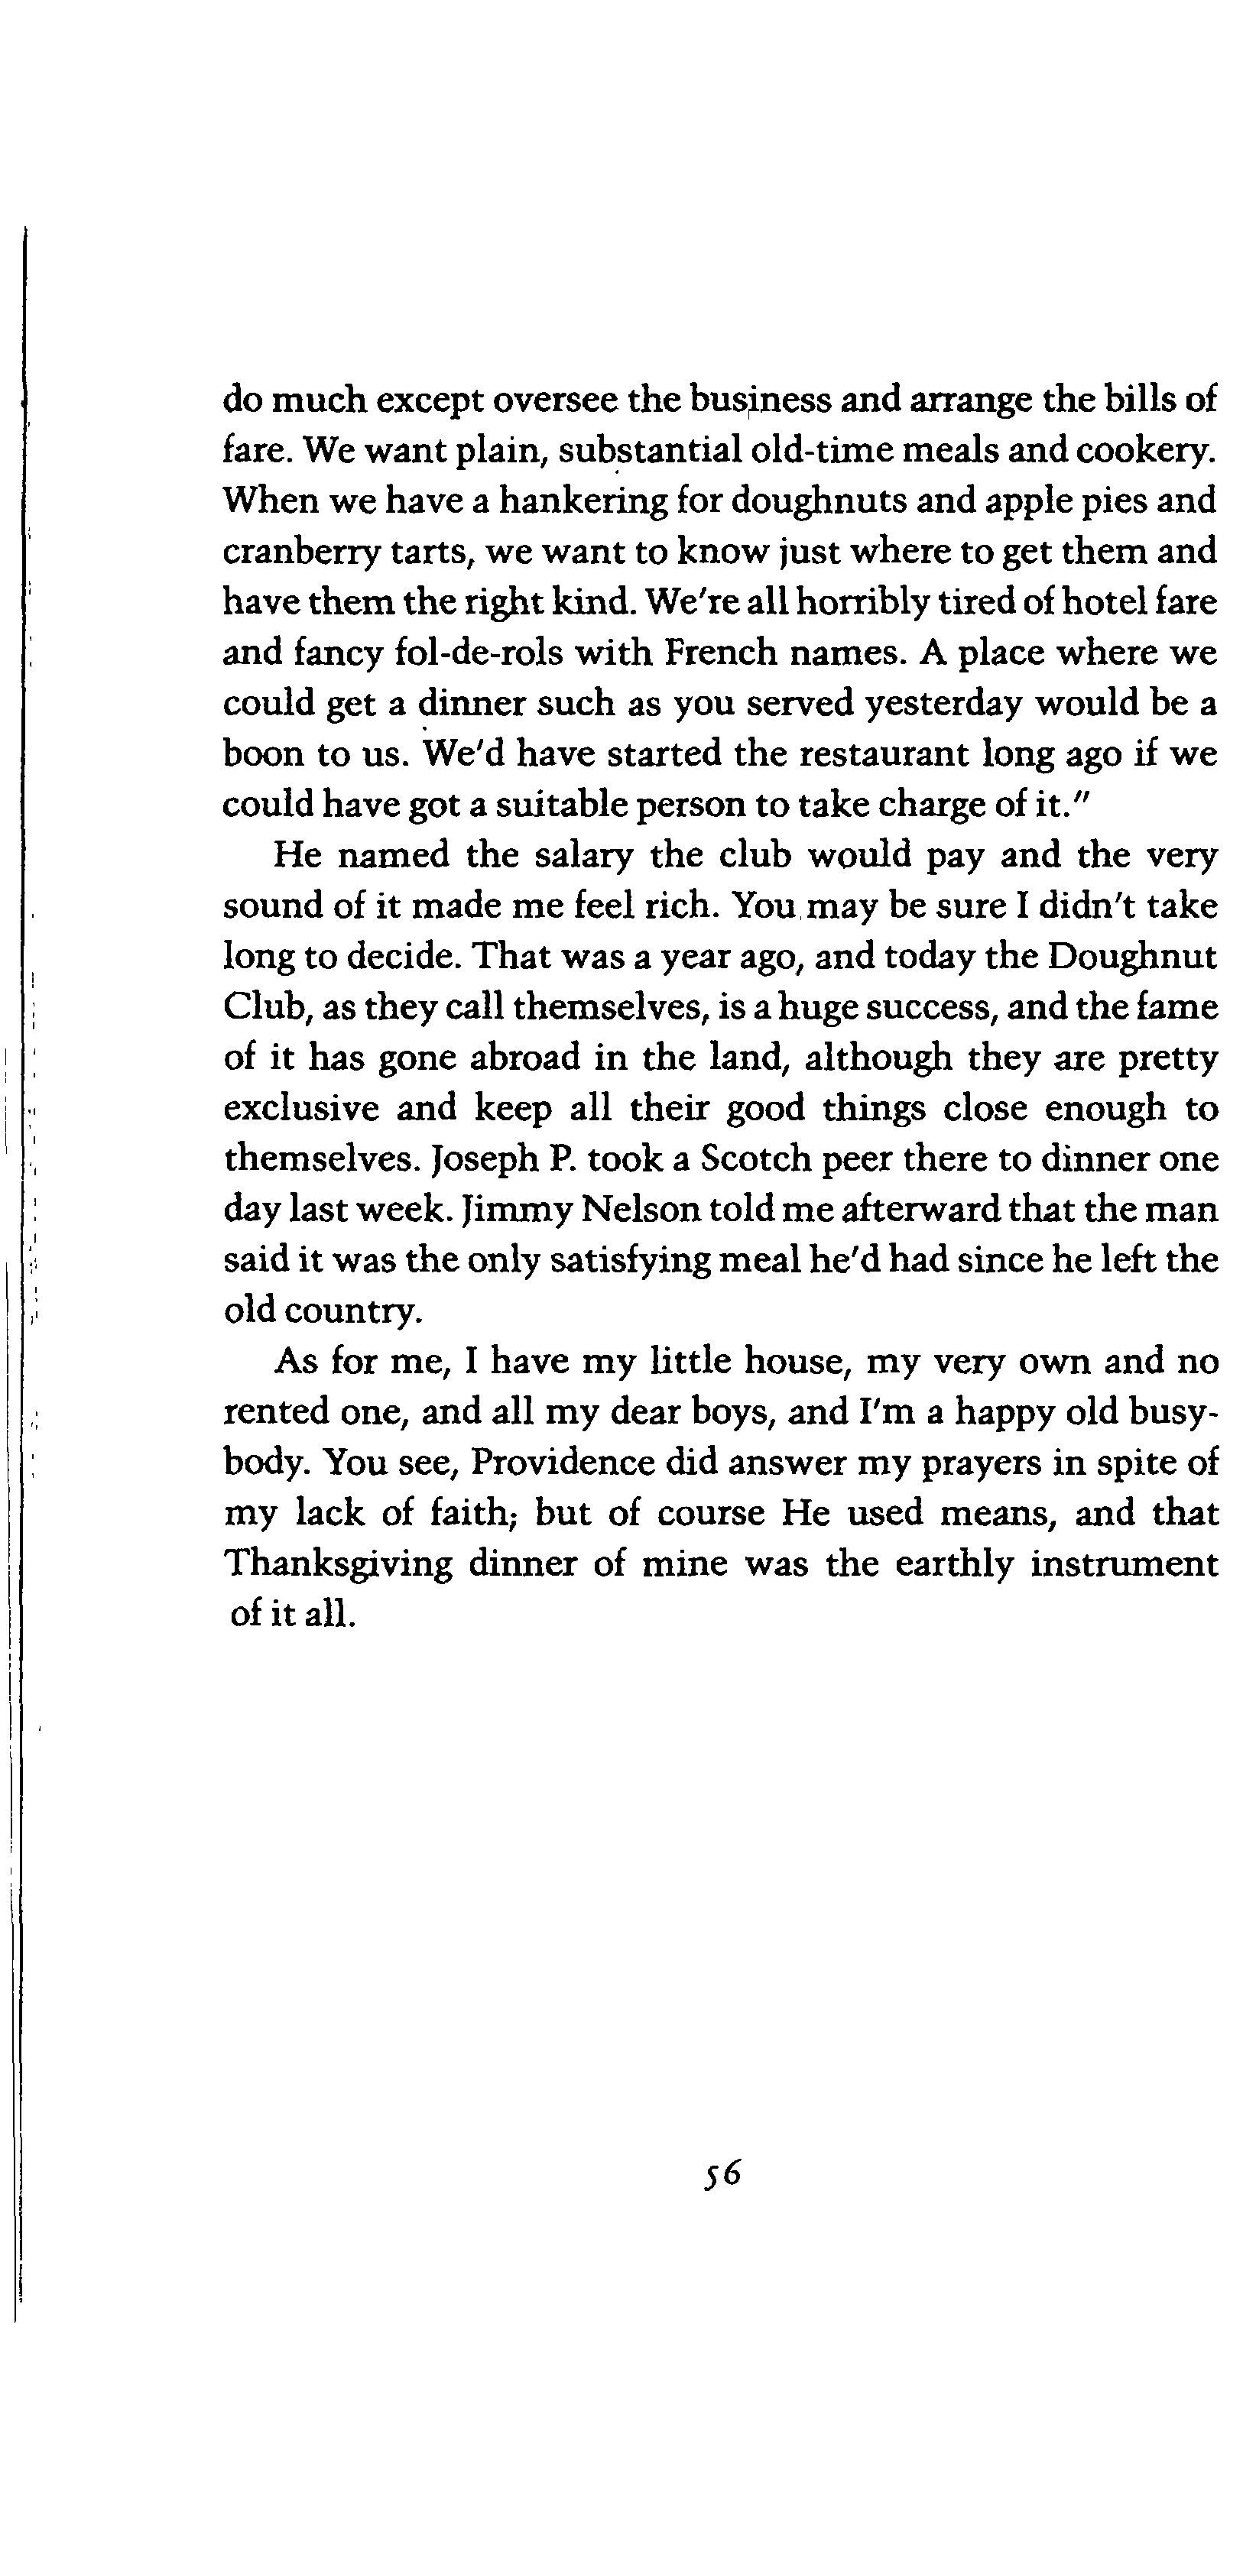 do much except oversee the business and arrange the bills of
fare. We want plain, substantial old-time meals and cookery.
When we have a hankering for doughnuts and apple pies and
cranberry tarts, we want to know just where to get them and
have them the right kind. We're all horribly tired of hotel fare
and fancy fol-de-rols with French names. A place where we
could get a dinner such as you served yesterday would be a
boon to us. We'd have started the restaurant long ago if we
could have got a suitable person to take charge of it."
He named the salary the club would pay and the very
sound of it made me feel rich. You may be sure I didn't take
long to decide. That was a year ago, and today the Doughnut
Club, as they call themselves, is a huge success, and the fame
of it has gone abroad in the land, although they are pretty
exclusive and keep all their good things close enough to
themselves. Joseph P. took a Scotch peer there to dinner one
day last week. Jimmy Nelson told me afterward that the man
said it was the only satisfying meal he'd had since he left the
old country.
As for me, I have my little house, my very own and no
rented one, and all my dear boys, and I'm a happy old busy-
body. You see, Providence did answer my prayers in spite of
my lack of faith; but of course He used means, and that
Thanksgiving dinner of mine was the earthly instrument
of it all.
56